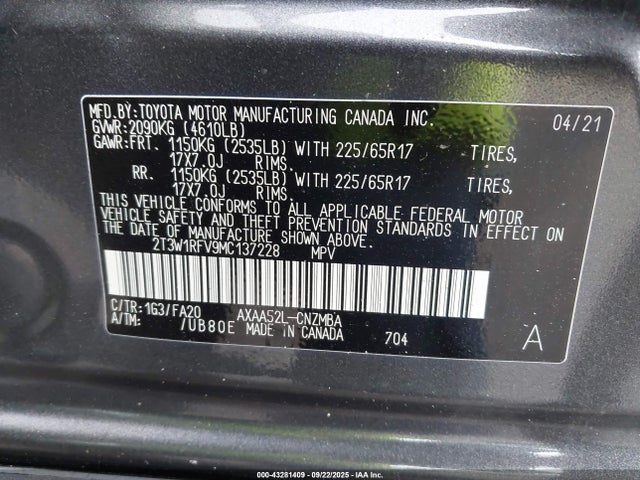 MFD.BY:TOYOTA MOTOR MANUFACTURING CANADA INC. 04/21
GVWR:2090KG (4610LB)
GAWR:FRT. 1150KG (2535LB) WITH 225/65R17 TIRES,
17X7.0J RIMS.
RR. 1150KG (2535LB) WITH 225/65R17 TIRES,
17X7.0J RIMS.
THIS VEHICLE CONFORMS TO ALL APPLICABLE FEDERAL MOTOR
VEHICLE SAFETY AND THEFT PREVENTION STANDARDS IN EFFECT ON
THE DATE OF MANUFACTURE SHOWN ABOVE.
2T3W1RFV9MC137228 MPV
C/TR:1G3/FA20 AXAA52L-CNZMBA
A/TM: /UB80E MADE IN CANADA 704 A
000-43281409 - 09/22/2025 - IAA Inc.